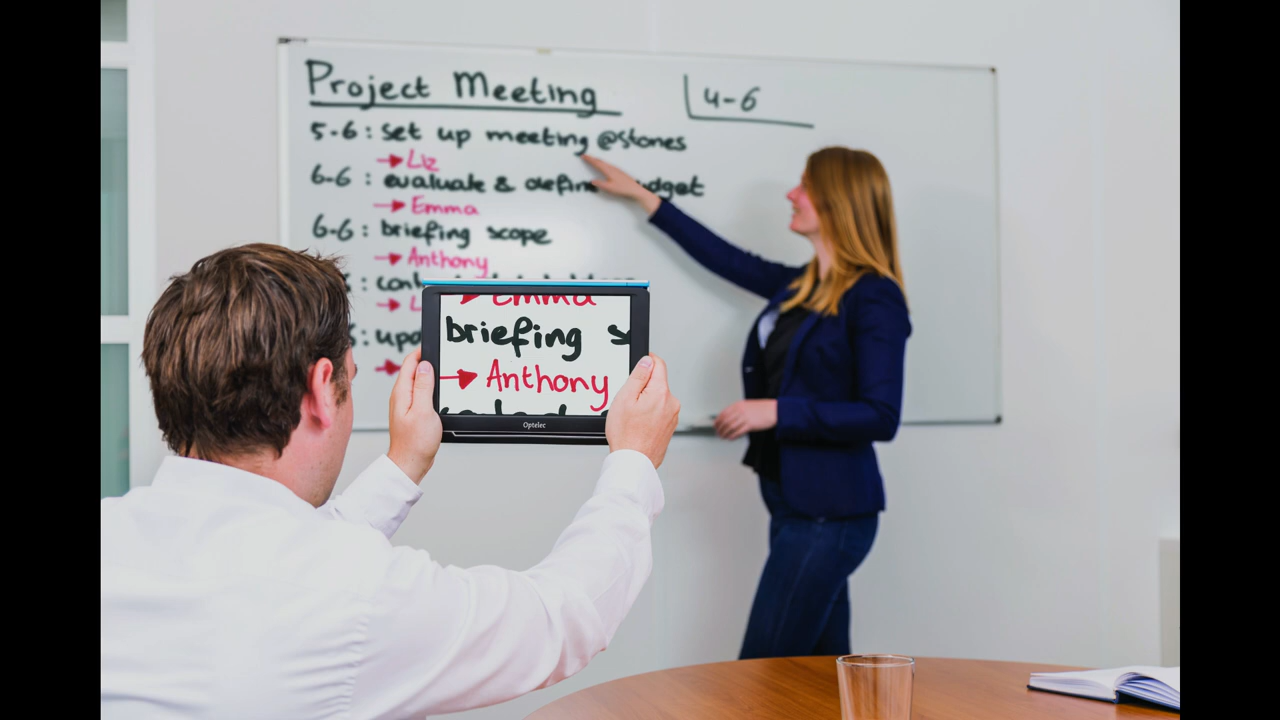 Project Meeting
4-6
5-6: set up meeting @stones
→ Liz
6-6: evaluate & define
→ Emma
6-6: briefing scope
→ Anthony
Emma
briefing
→ Anthony
Optelec